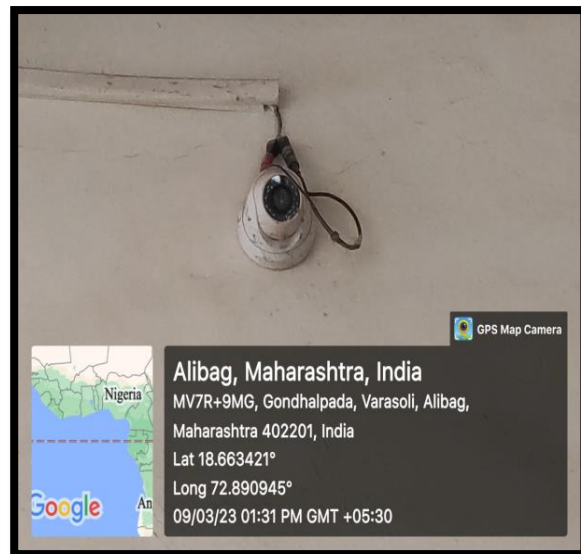 GPS Map Camera
Nigeria
An
Google
Alibag, Maharashtra, India
MV7R+9MG, Gondhalpada, Varasoli, Alibag,
Maharashtra 402201, India
Lat 18.663421°
Long 72.890945°
09/03/23 01:31 PM GMT +05:30